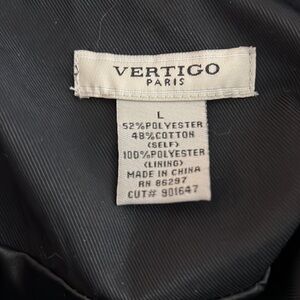 VERTIGO
PARIS
L
52%POLYESTER
48%COTTON
(SELF)
100%POLYESTER
(LINING)
MADE IN CHINA
RN 86297
CUT# 901647